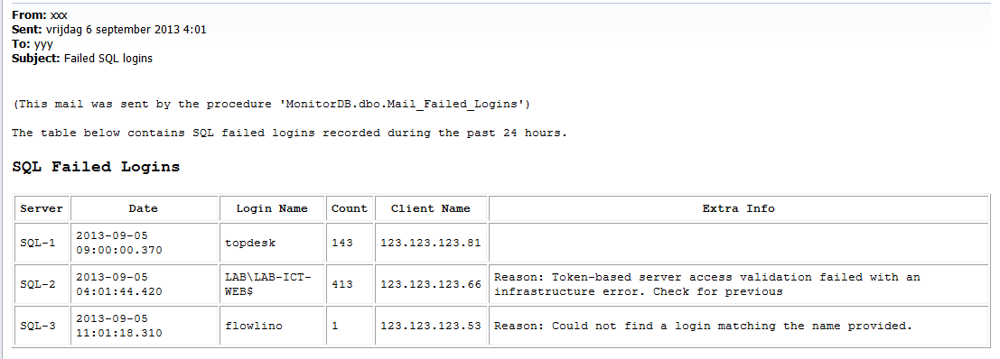 From: xxx
Sent: vrijdag 6 september 2013 4:01
To: yyy
Subject: Failed SQL logins
(This mail was sent by the procedure 'MonitorDB.dbo.Mail_Failed_Logins')
The table below contains SQL failed logins recorded during the past 24 hours.
SQL Failed Logins
Server Date Login Name Count Client Name Extra Info
SQL-1 2013-09-05 09:00:00.370 topdesk 143 123.123.123.81
SQL-2 2013-09-05 04:01:44.420 LAB\LAB-ICT-WEB$ 413 123.123.123.66 Reason: Token-based server access validation failed with an infrastructure error. Check for previous
SQL-3 2013-09-05 11:01:18.310 flowlino 1 123.123.123.53 Reason: Could not find a login matching the name provided.